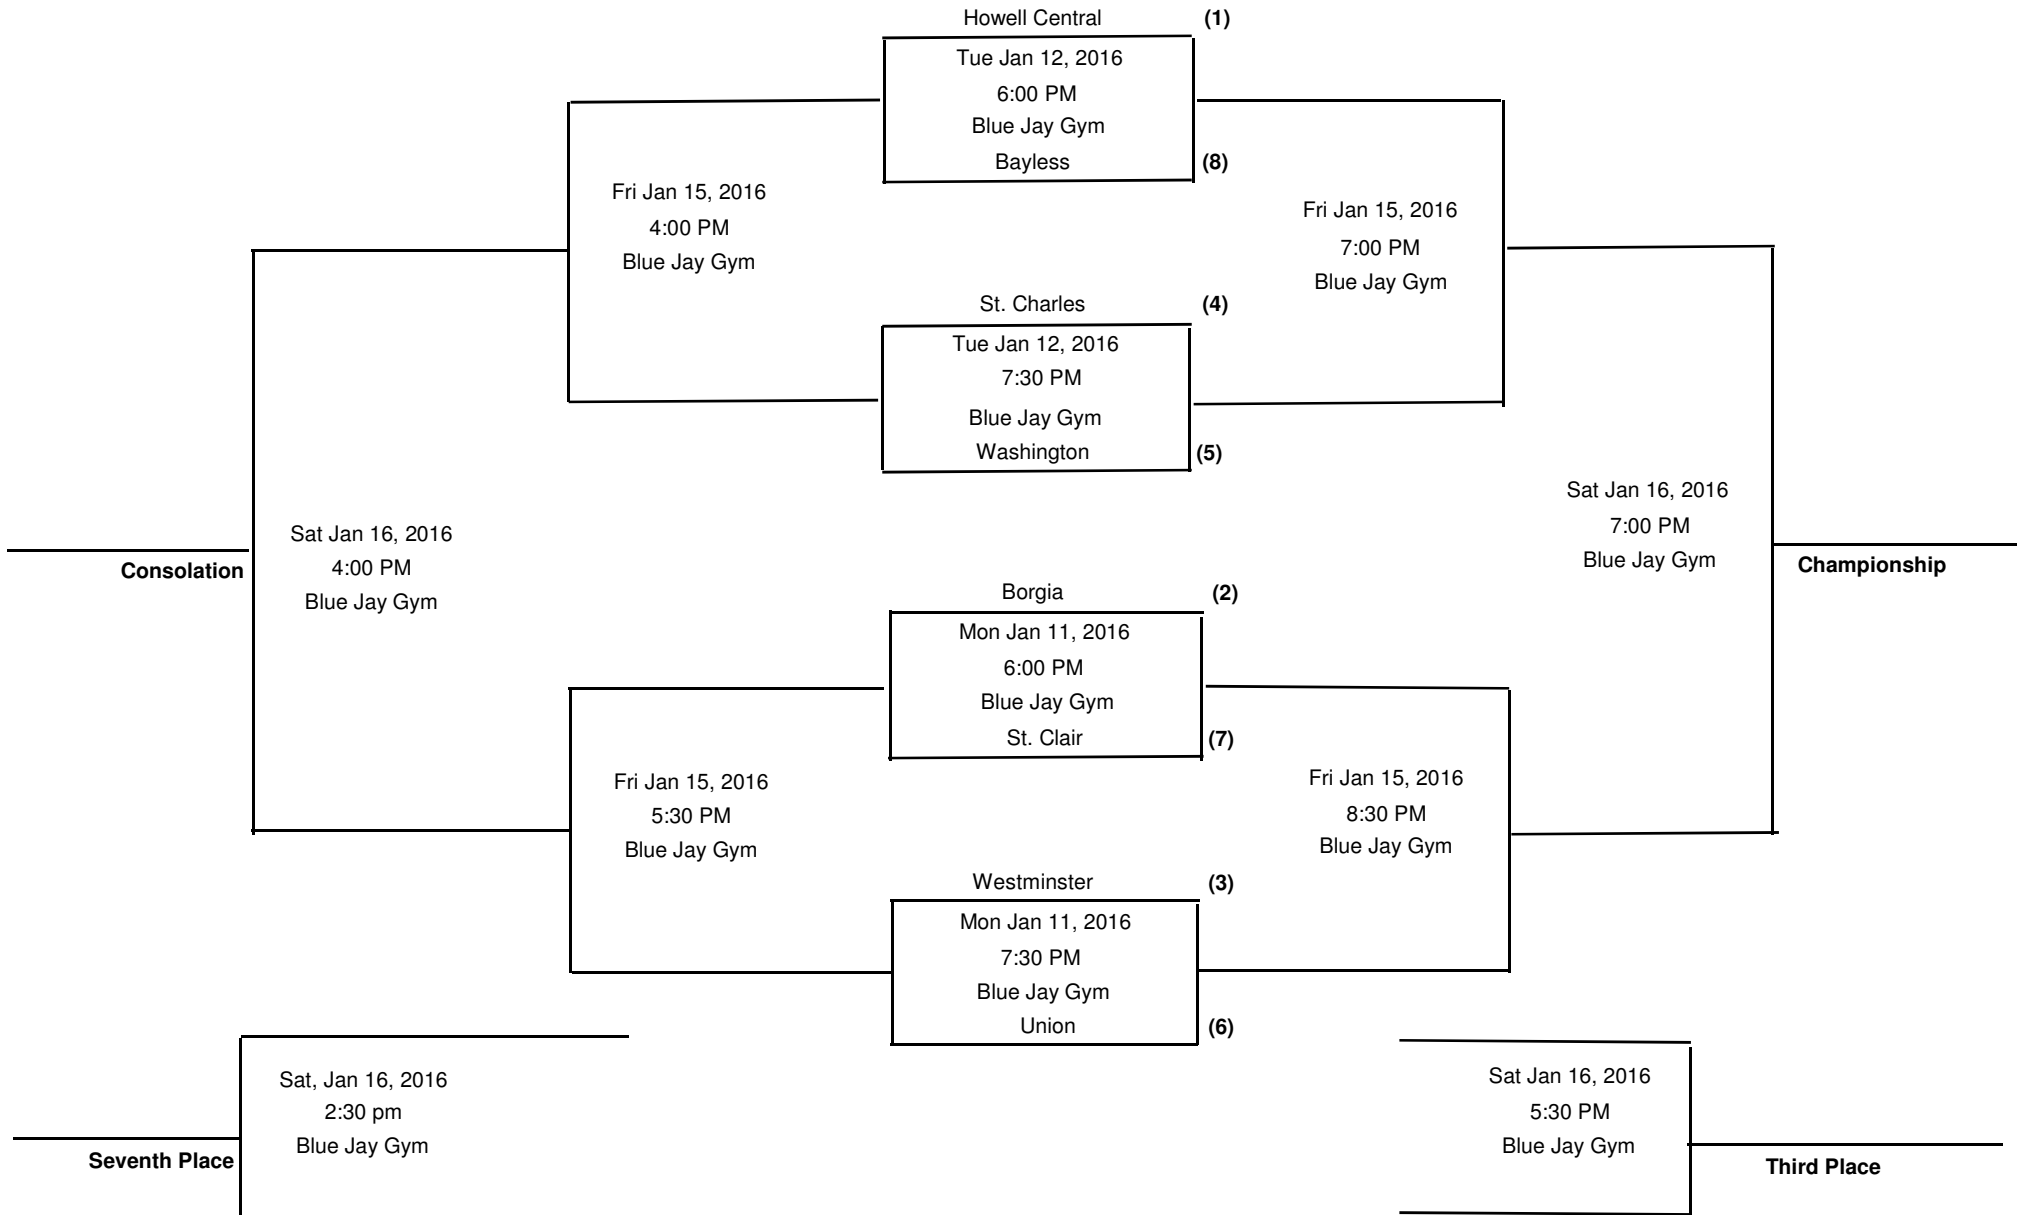 Howell Central (1)
Tue Jan 12, 2016
6:00 PM
Blue Jay Gym
Bayless (8)
Fri Jan 15, 2016
4:00 PM
Blue Jay Gym
Fri Jan 15, 2016
7:00 PM
Blue Jay Gym
St. Charles (4)
Tue Jan 12, 2016
7:30 PM
Blue Jay Gym
Washington (5)
Sat Jan 16, 2016
4:00 PM
Blue Jay Gym
Consolation
Sat Jan 16, 2016
7:00 PM
Blue Jay Gym
Championship
Borgia (2)
Mon Jan 11, 2016
6:00 PM
Blue Jay Gym
St. Clair (7)
Fri Jan 15, 2016
5:30 PM
Blue Jay Gym
Fri Jan 15, 2016
8:30 PM
Blue Jay Gym
Westminster (3)
Mon Jan 11, 2016
7:30 PM
Blue Jay Gym
Union (6)
Sat, Jan 16, 2016
2:30 pm
Blue Jay Gym
Seventh Place
Sat Jan 16, 2016
5:30 PM
Blue Jay Gym
Third Place